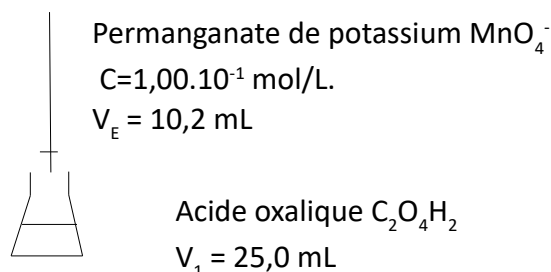 Permanganate de potassium MnO₄⁻
C=1,00.10⁻¹ mol/L.
V_E = 10,2 mL
Acide oxalique C₂O₄H₂
V₁ = 25,0 mL